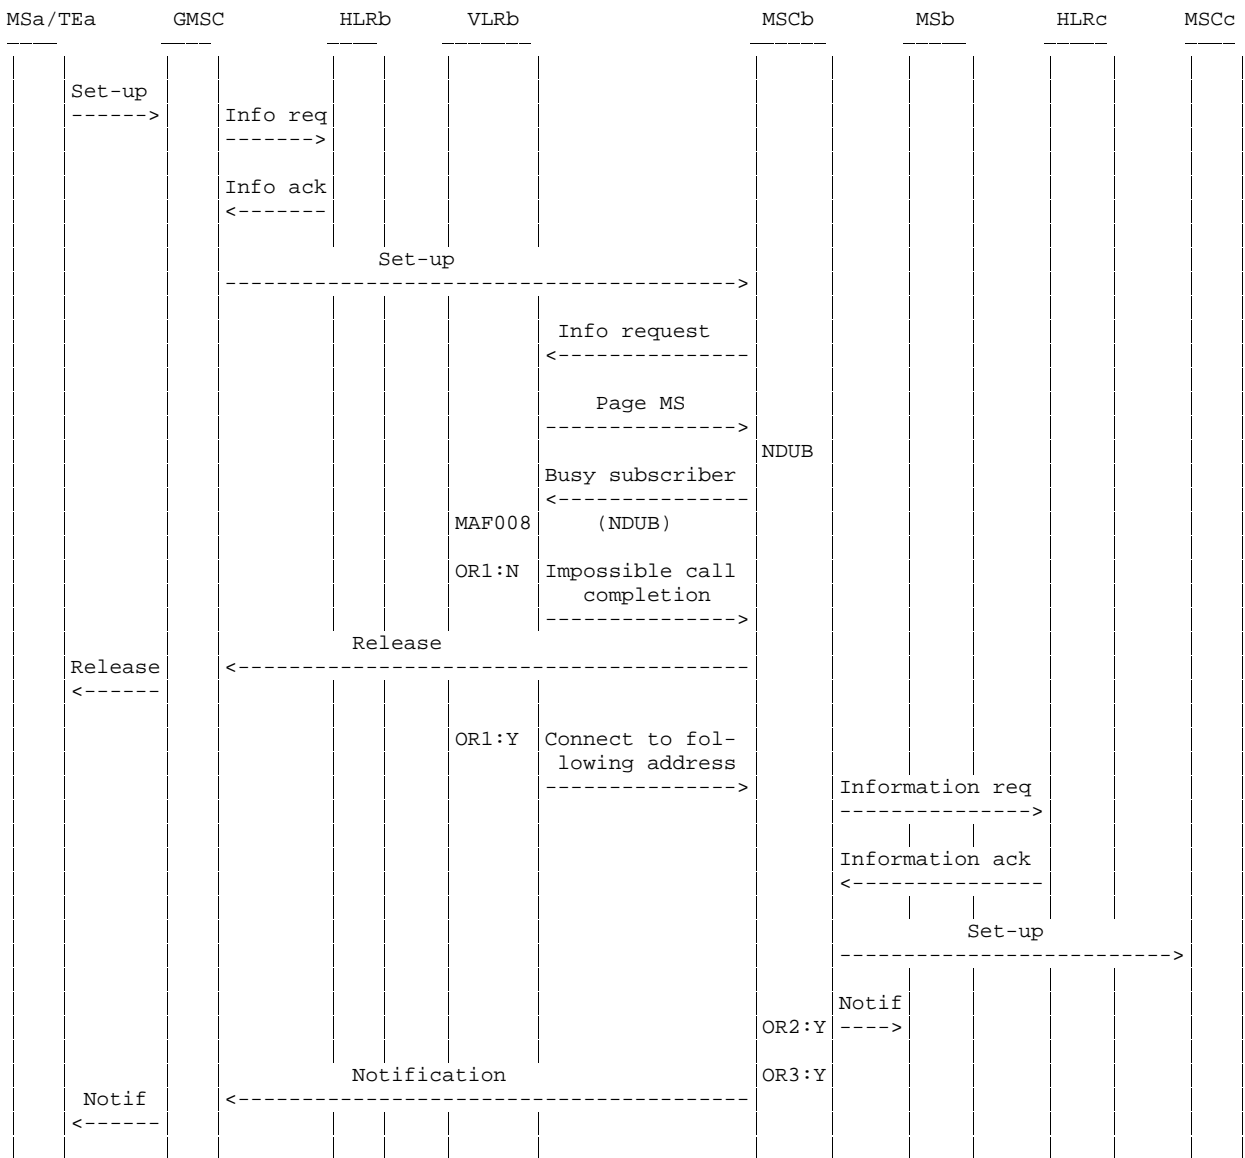 MSa/TEa GMSC HLRb VLRb MSCb MSb HLRc MSCc
Set-up
------> Info req
------->
Info ack
<-------
Set-up
---------------------------------------->
Info request
<---------------
Page MS
--------------->
NDUB
Busy subscriber
<---------------
MAF008 (NDUB)
OR1:N Impossible call
completion
--------------->
Release
Release <----------------------------------------
<------
OR1:Y Connect to fol-
lowing address
---------------> Information req
--------------->
Information ack
<---------------
Set-up
-------------------------->
Notif
OR2:Y ---->
Notification OR3:Y
Notif <----------------------------------------
<------